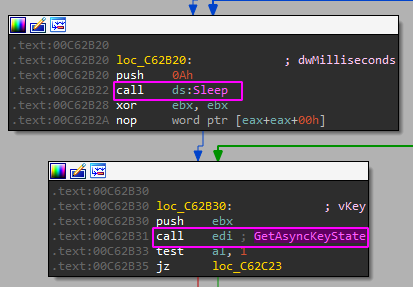 .text:00C62B20
.text:00C62B20 loc_C62B20: ; dwMilliseconds
.text:00C62B20 push 0Ah
.text:00C62B22 call ds:Sleep
.text:00C62B28 xor ebx, ebx
.text:00C62B2A nop word ptr [eax+eax+00h]
.text:00C62B30
.text:00C62B30 loc_C62B30: ; vKey
.text:00C62B30 push ebx
.text:00C62B31 call edi ; GetAsyncKeyState
.text:00C62B33 test al, 1
.text:00C62B35 jz loc_C62C23